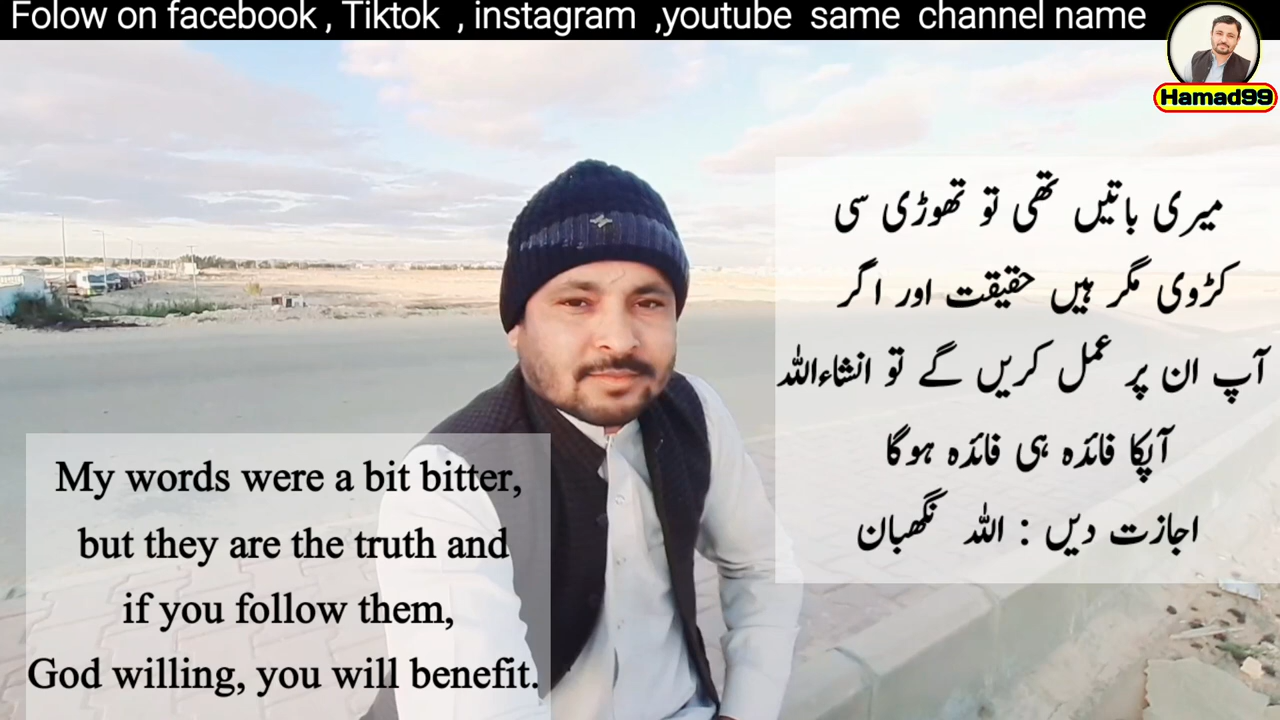 Folow on facebook , Tiktok , instagram ,youtube same channel name
Hamad99
میری باتیں تھی تو تھوڑی سی
کڑوی مگر ہیں حقیقت اور اگر
آپ ان پر عمل کریں گے تو انشاءاللہ
آپکا فائدہ ہی فائدہ ہوگا
اجازت دیں : اللہ نگھبان
My words were a bit bitter,
but they are the truth and
if you follow them,
God willing, you will benefit.